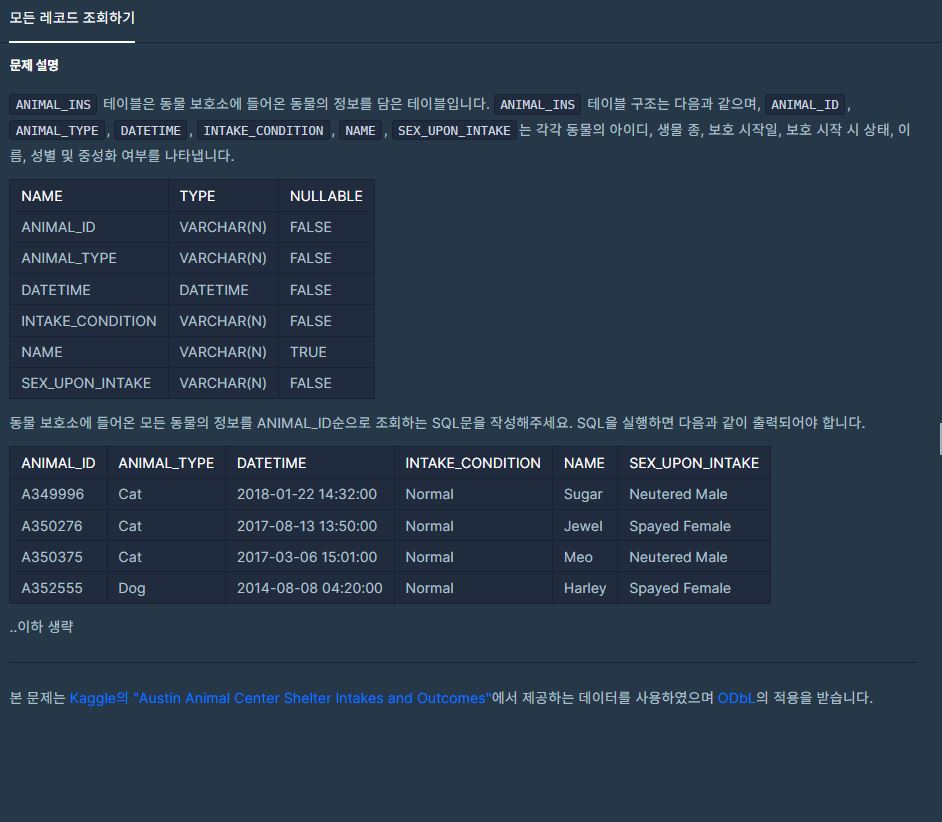 모든 레코드 조회하기
문제 설명
ANIMAL_INS 테이블은 동물 보호소에 들어온 동물의 정보를 담은 테이블입니다. ANIMAL_INS 테이블 구조는 다음과 같으며, ANIMAL_ID ,
ANIMAL_TYPE , DATETIME , INTAKE_CONDITION , NAME , SEX_UPON_INTAKE 는 각각 동물의 아이디, 생물 종, 보호 시작일, 보호 시작 시 상태, 이
름, 성별 및 중성화 여부를 나타냅니다.
NAME TYPE NULLABLE
ANIMAL_ID VARCHAR(N) FALSE
ANIMAL_TYPE VARCHAR(N) FALSE
DATETIME DATETIME FALSE
INTAKE_CONDITION VARCHAR(N) FALSE
NAME VARCHAR(N) TRUE
SEX_UPON_INTAKE VARCHAR(N) FALSE
동물 보호소에 들어온 모든 동물의 정보를 ANIMAL_ID순으로 조회하는 SQL문을 작성해주세요. SQL을 실행하면 다음과 같이 출력되어야 합니다.
ANIMAL_ID ANIMAL_TYPE DATETIME INTAKE_CONDITION NAME SEX_UPON_INTAKE
A349996 Cat 2018-01-22 14:32:00 Normal Sugar Neutered Male
A350276 Cat 2017-08-13 13:50:00 Normal Jewel Spayed Female
A350375 Cat 2017-03-06 15:01:00 Normal Meo Neutered Male
A352555 Dog 2014-08-08 04:20:00 Normal Harley Spayed Female
..이하 생략
본 문제는 Kaggle의 "Austin Animal Center Shelter Intakes and Outcomes"에서 제공하는 데이터를 사용하였으며 ODbL의 적용을 받습니다.